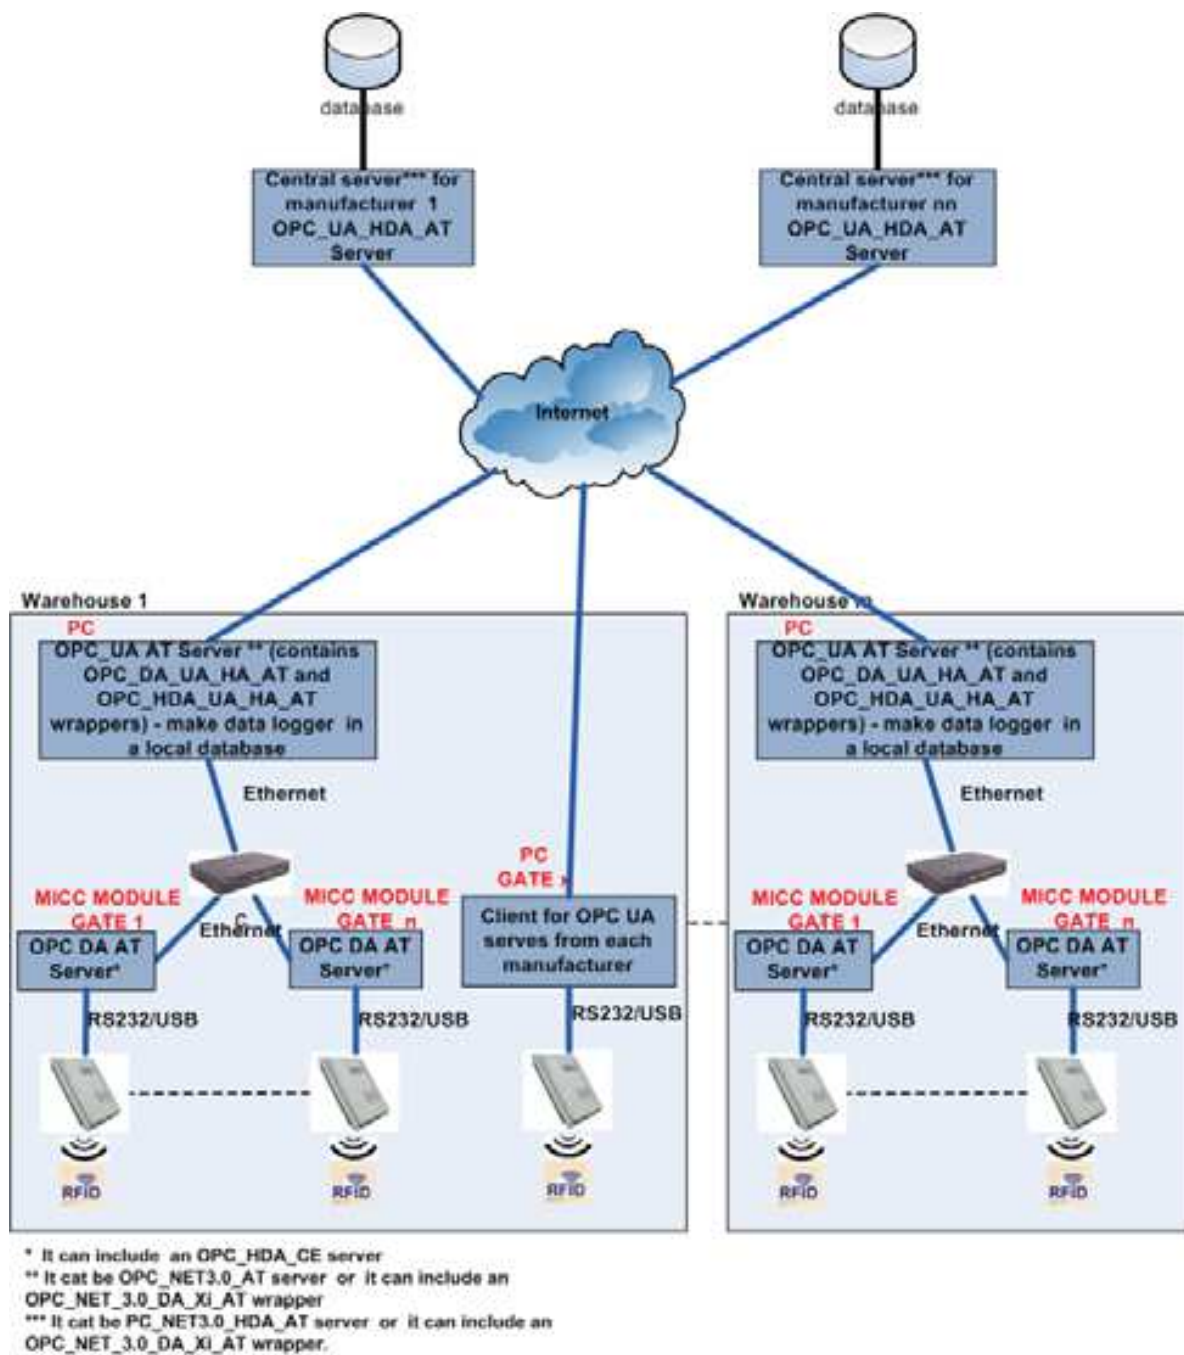 database
database
Central server*** for
manufacturer 1
OPC_UA_HDA_AT
Server
Central server*** for
manufacturer nn
OPC_UA_HDA_AT
Server
Internet
Warehouse 1
PC
OPC_UA AT Server ** (contains
OPC_DA_UA_HA_AT and
OPC_HDA_UA_HA_AT
wrappers) - make data logger in
a local database
Ethernet
MICC MODULE
GATE 1
MICC MODULE
GATE n
Ethernet
C
OPC DA AT
Server*
OPC DA AT
Server*
RS232/USB
RS232/USB
RFID
RFID
PC
GATE x
Client for OPC UA
serves from each
manufacturer
RS232/USB
RFID
Warehouse m
PC
OPC_UA AT Server ** (contains
OPC_DA_UA_HA_AT and
OPC_HDA_UA_HA_AT
wrappers) - make data logger in
a local database
Ethernet
MICC MODULE
GATE 1
MICC MODULE
GATE n
Ethernet
OPC DA AT
Server*
OPC DA AT
Server*
RS232/USB
RS232/USB
RFID
RFID
* It can include an OPC_HDA_CE server
** It cat be OPC_NET3.0_AT server or it can include an
OPC_NET_3.0_DA_Xi_AT wrapper
*** It cat be PC_NET3.0_HDA_AT server or it can include an
OPC_NET_3.0_DA_Xi_AT wrapper.